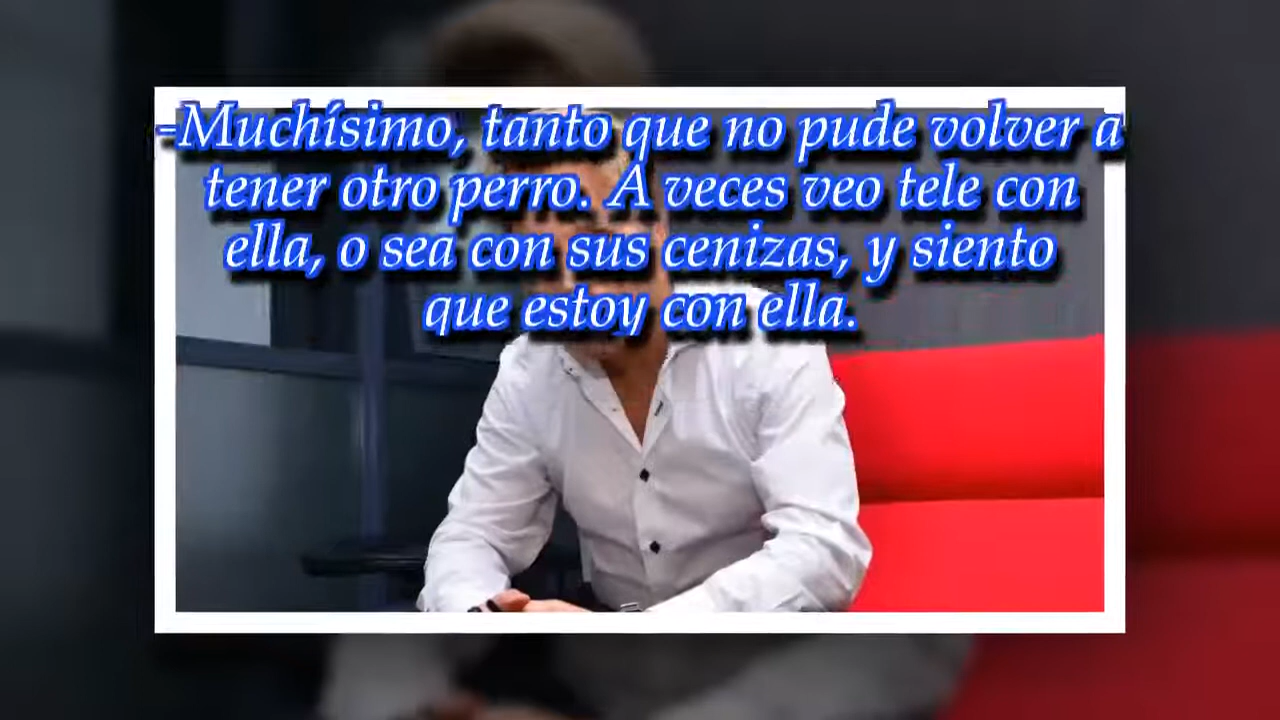 -Muchísimo, tanto que no pude volver a
tener otro perro. A veces veo tele con
ella, o sea con sus cenizas, y siento
que estoy con ella.